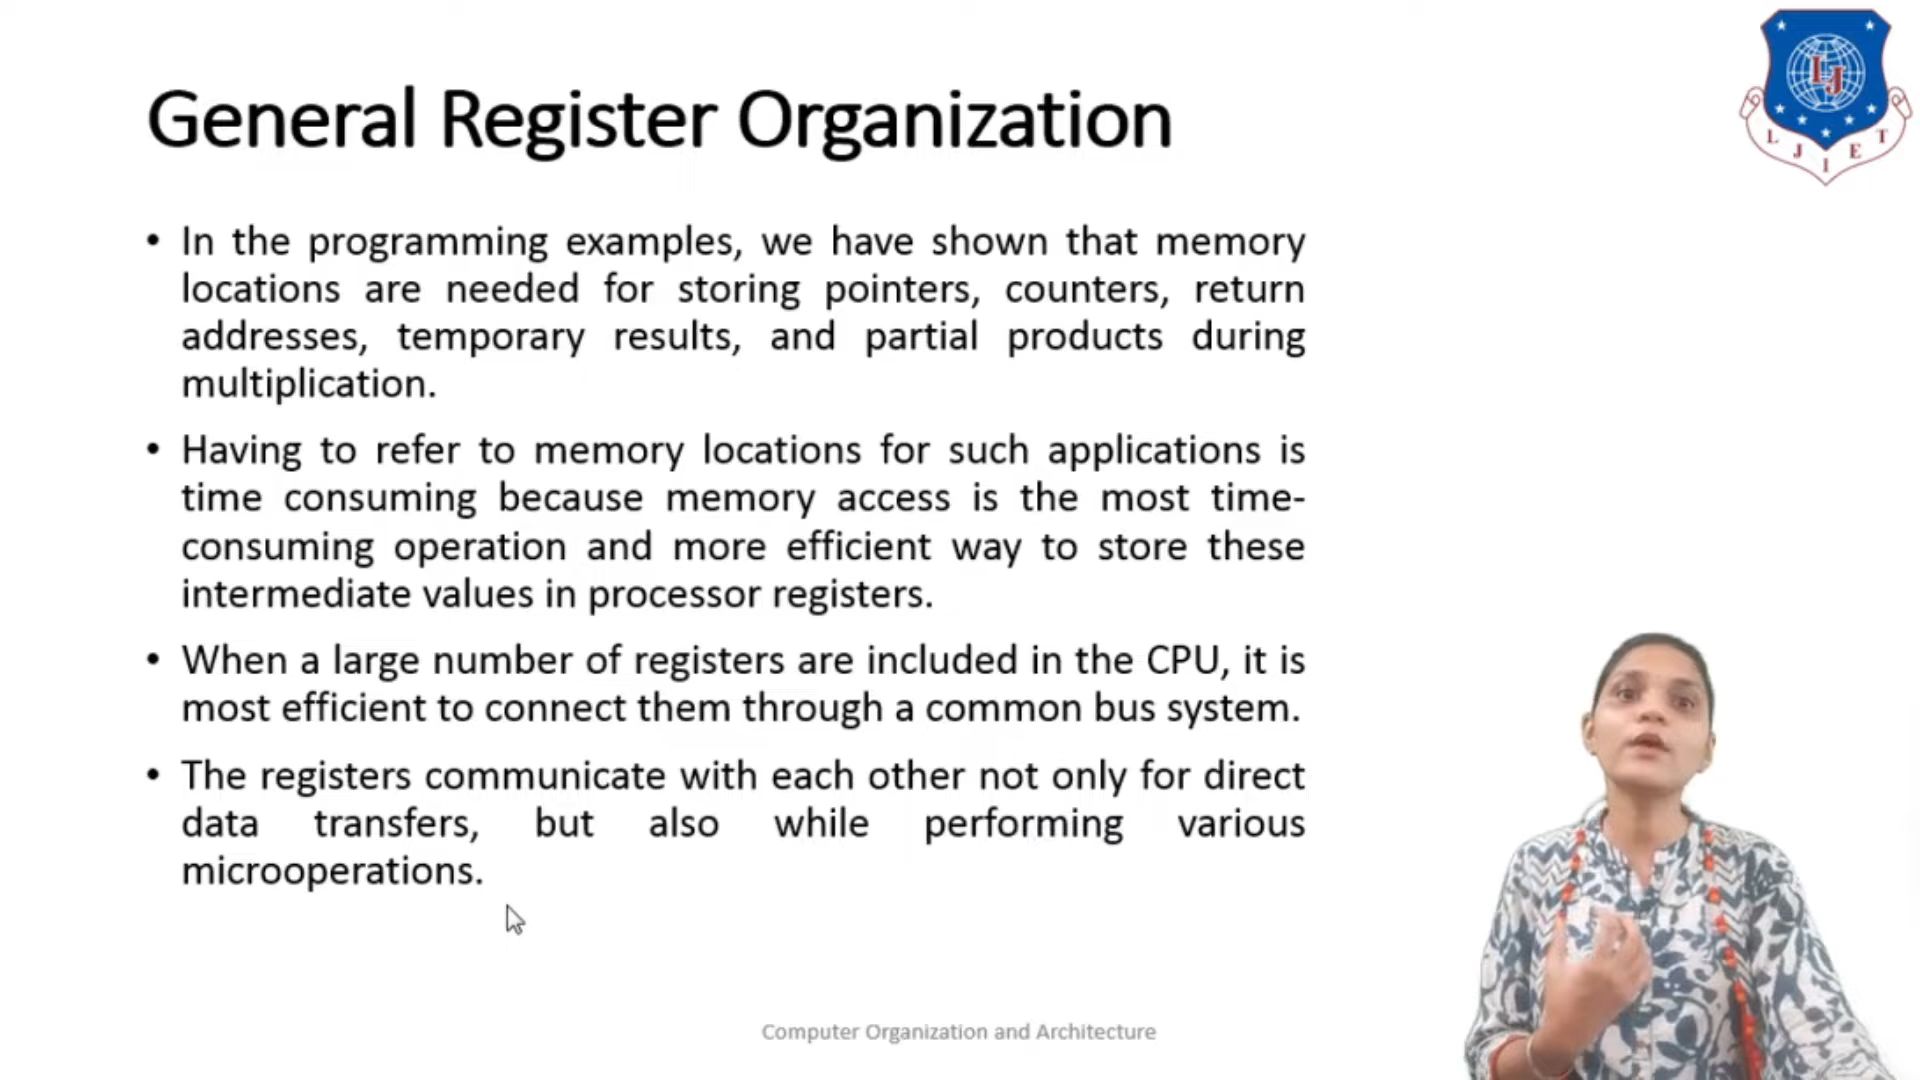 General Register Organization
• In the programming examples, we have shown that memory
locations are needed for storing pointers, counters, return
addresses, temporary results, and partial products during
multiplication.
• Having to refer to memory locations for such applications is
time consuming because memory access is the most time-
consuming operation and more efficient way to store these
intermediate values in processor registers.
• When a large number of registers are included in the CPU, it is
most efficient to connect them through a common bus system.
• The registers communicate with each other not only for direct
data transfers, but also while performing various
microoperations.
Computer Organization and Architecture
LJ
L J I E T